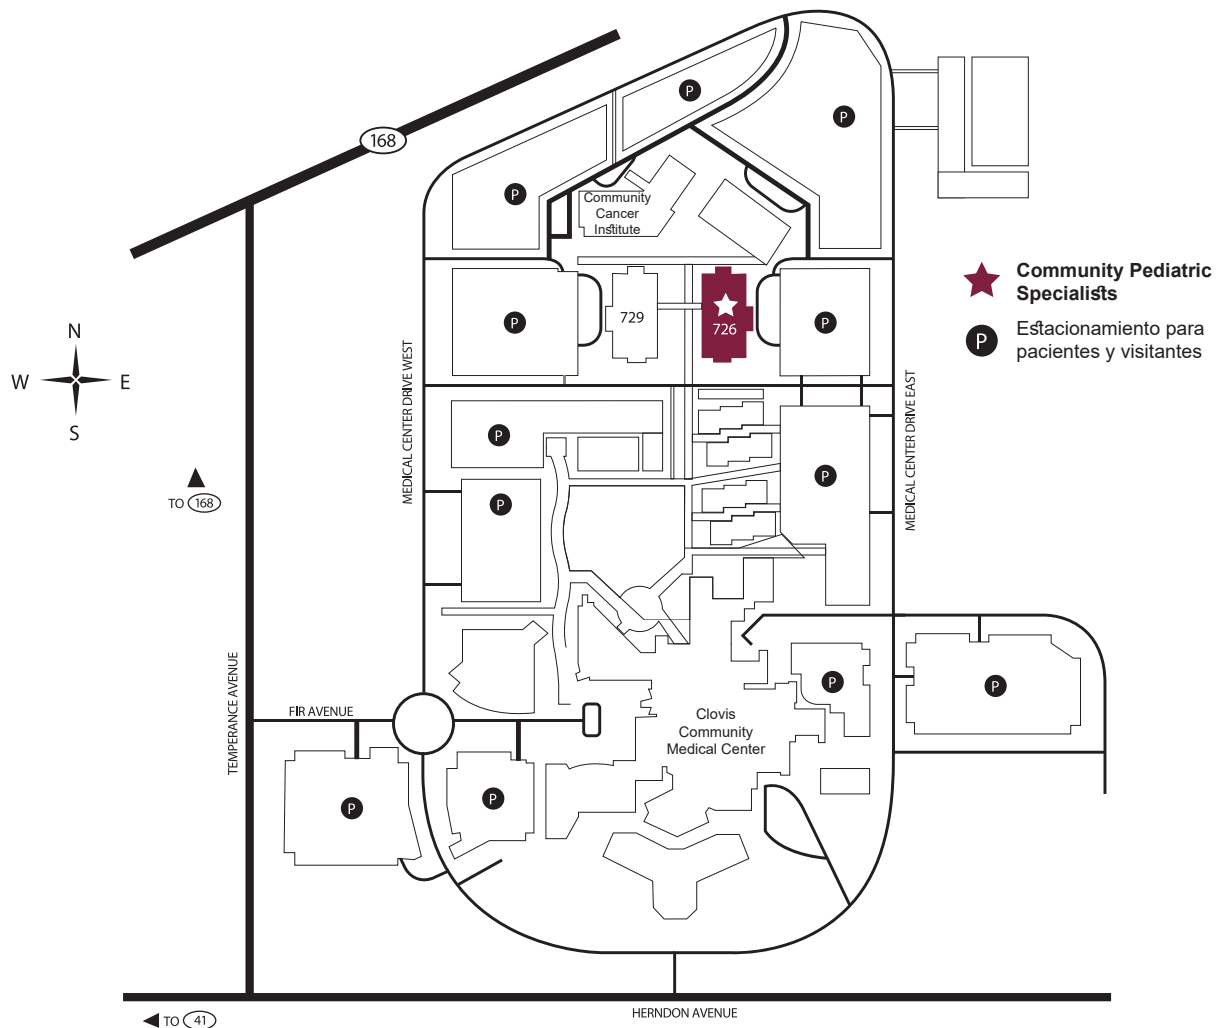 168
P
P
P
Community
Cancer
Institute
P
729
726
P
Community Pediatric
Specialists
P
Estacionamiento para
pacientes y visitantes
N
W
E
S
MEDICAL CENTER DRIVE WEST
MEDICAL CENTER DRIVE EAST
P
P
P
TO 168
TEMPERANCE AVENUE
FIR AVENUE
P
P
Clovis
Community
Medical Center
P
P
HERNDON AVENUE
TO 41